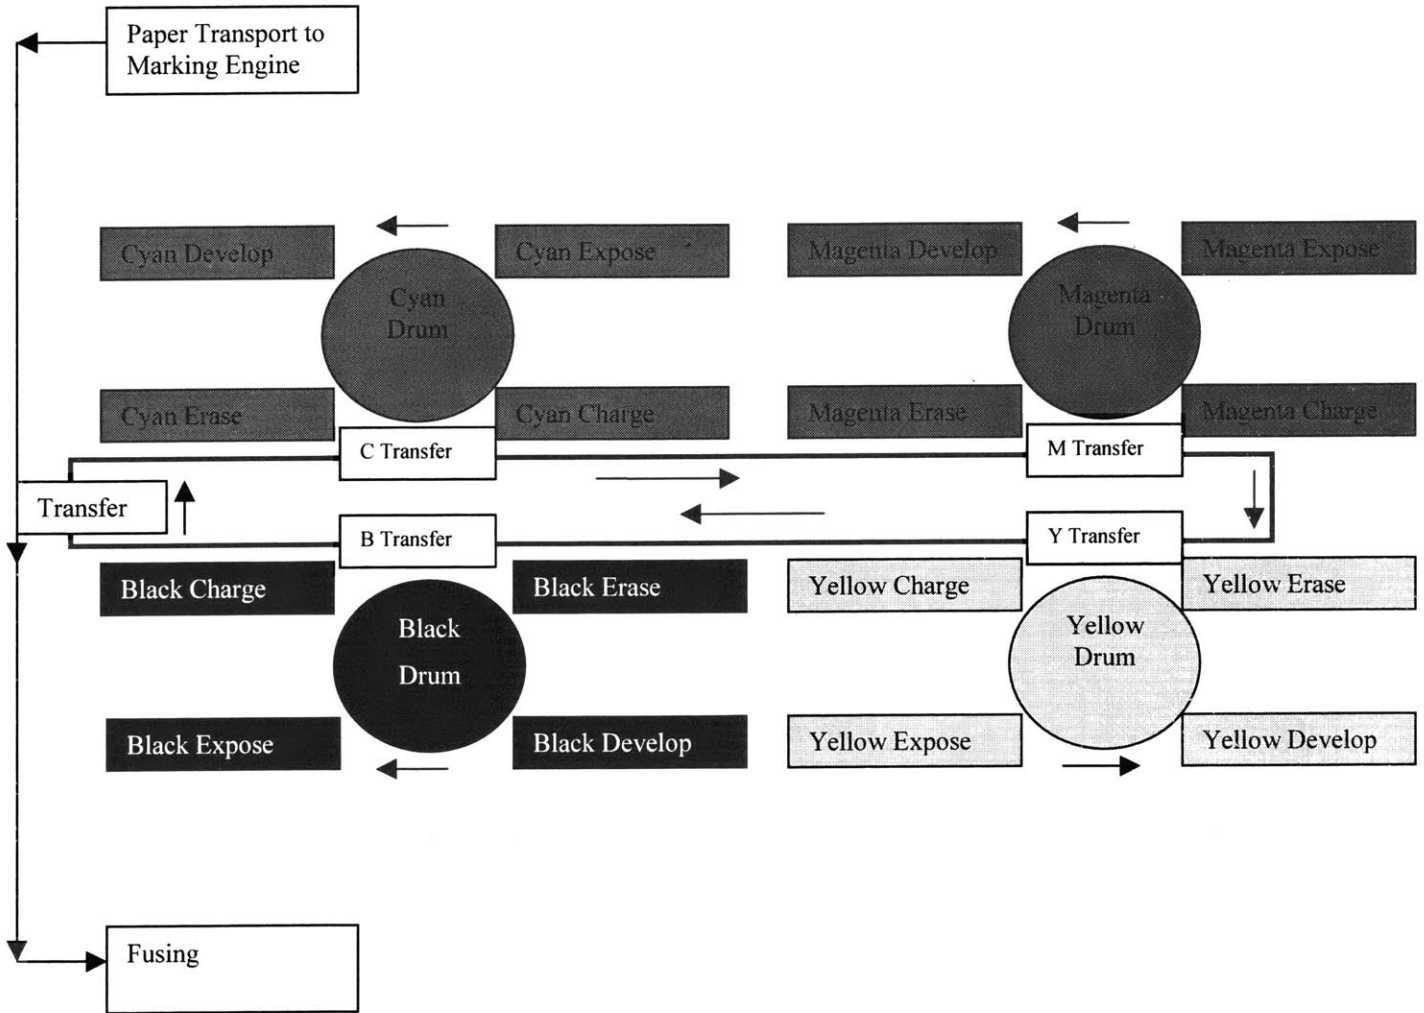 Paper Transport to
Marking Engine
Cyan Develop
Cyan Expose
Magenta Develop
Magenta Expose
Cyan
Drum
Magenta
Drum
Cyan Erase
Cyan Charge
Magenta Erase
Magenta Charge
C Transfer
M Transfer
Transfer
B Transfer
Y Transfer
Black Charge
Black Erase
Yellow Charge
Yellow Erase
Black
Drum
Yellow
Drum
Black Expose
Black Develop
Yellow Expose
Yellow Develop
Fusing